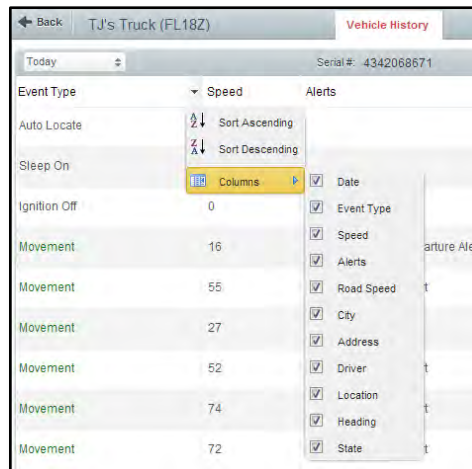 Back TJ's Truck (FL18Z) Vehicle History
Today Serial #: 4342068671
Event Type Speed Alerts
Auto Locate
Sort Ascending
Sort Descending
Sleep On
Columns
Date
Ignition Off 0
Event Type
Speed
Movement 16 arture Ale
Alerts
Movement 55 t
Road Speed
City
Movement 27
Address
Movement 52 t
Driver
Location
Movement 74 t
Heading
State
Movement 72 t